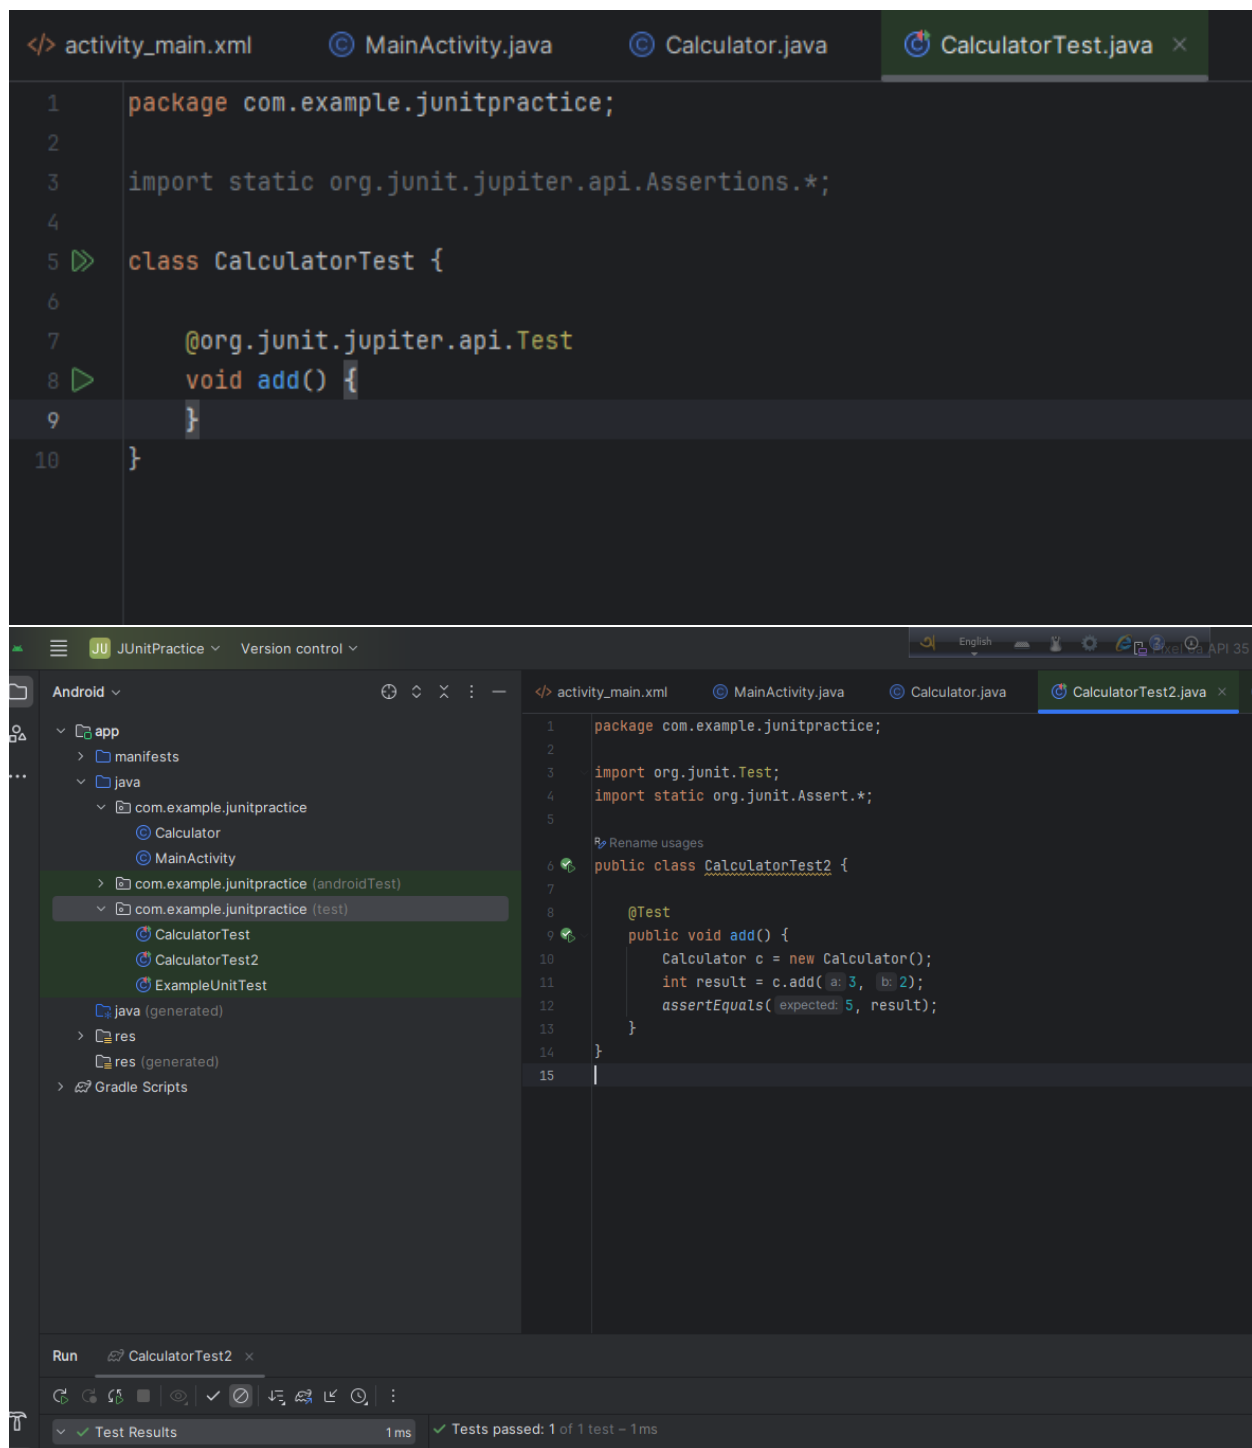 </> activity_main.xml MainActivity.java Calculator.java CalculatorTest.java ×
1 package com.example.junitpractice;
2
3 import static org.junit.jupiter.api.Assertions.*;
4
5 class CalculatorTest {
6
7 @org.junit.jupiter.api.Test
8 void add() {
9 }
10 }
JU JUnitPractice Version control English API 35
Android
</> activity_main.xml MainActivity.java Calculator.java CalculatorTest2.java ×
app
manifests
java
com.example.junitpractice
Calculator
MainActivity
com.example.junitpractice (androidTest)
com.example.junitpractice (test)
CalculatorTest
CalculatorTest2
ExampleUnitTest
java (generated)
res
res (generated)
Gradle Scripts
1 package com.example.junitpractice;
2
3 import org.junit.Test;
4 import static org.junit.Assert.*;
5
Rename usages
6 public class CalculatorTest2 {
7
8 @Test
9 public void add() {
10 Calculator c = new Calculator();
11 int result = c.add( a: 3, b: 2);
12 assertEquals( expected: 5, result);
13 }
14 }
15
Run CalculatorTest2 ×
Test Results 1 ms
Tests passed: 1 of 1 test – 1 ms